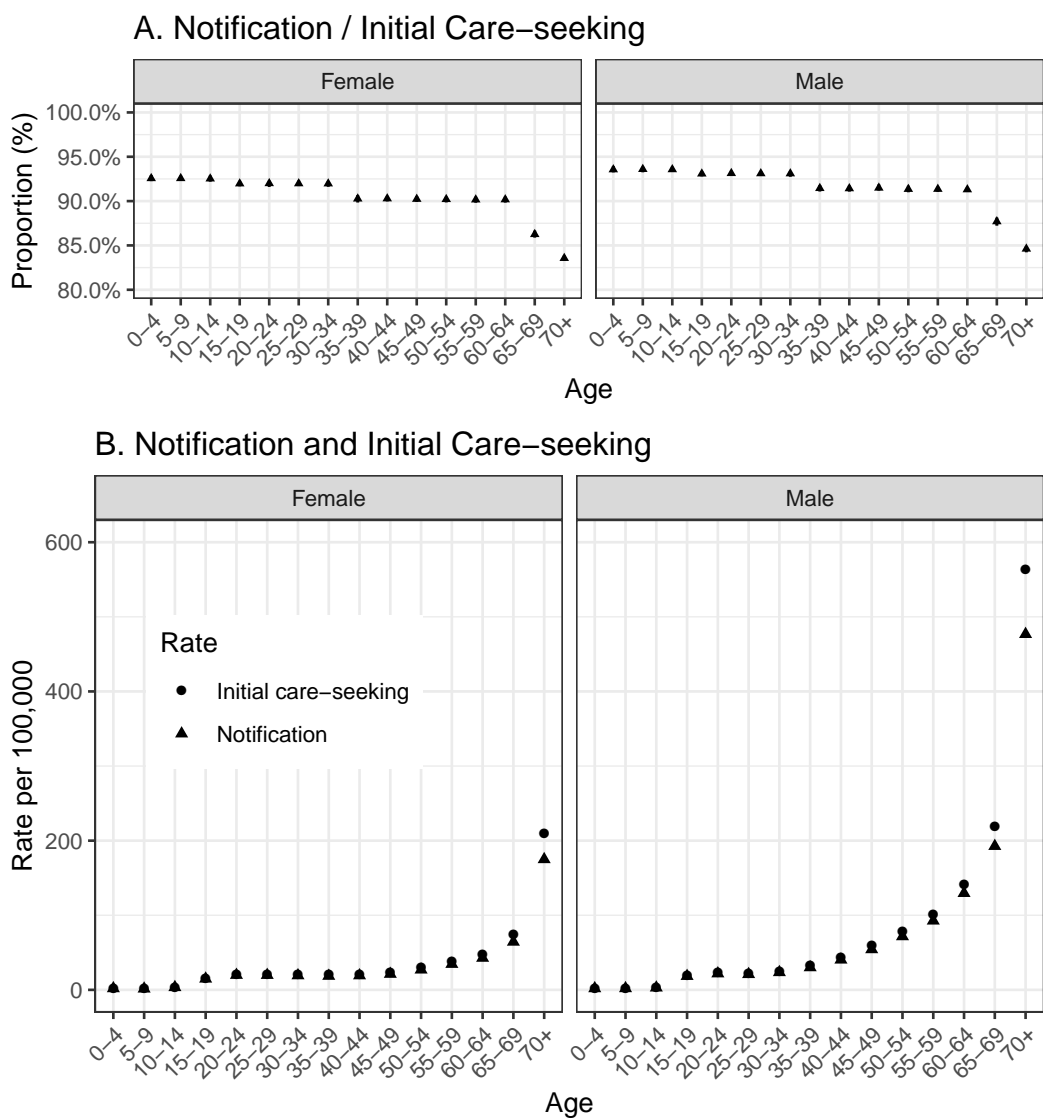 A. Notification / Initial Care−seeking
Female
Male
Proportion (%)
100.0%
95.0%
90.0%
85.0%
80.0%
0−4 5−9 10−14 15−19 20−24 25−29 30−34 35−39 40−44 45−49 50−54 55−59 60−64 65−69 70+
0−4 5−9 10−14 15−19 20−24 25−29 30−34 35−39 40−44 45−49 50−54 55−59 60−64 65−69 70+
Age
B. Notification and Initial Care−seeking
Female
Male
Rate per 100,000
600
400
200
0
Rate
Initial care−seeking
Notification
0−4 5−9 10−14 15−19 20−24 25−29 30−34 35−39 40−44 45−49 50−54 55−59 60−64 65−69 70+
0−4 5−9 10−14 15−19 20−24 25−29 30−34 35−39 40−44 45−49 50−54 55−59 60−64 65−69 70+
Age